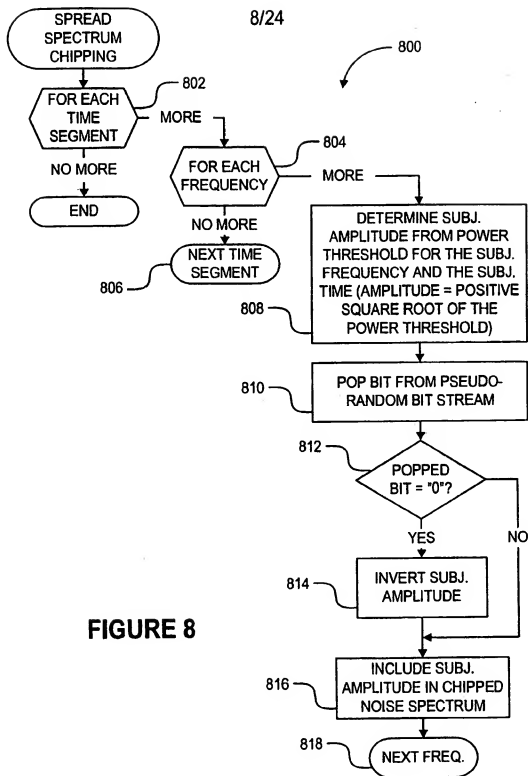 8/24
SPREAD
SPECTRUM
CHIPPING
800
802
FOR EACH
TIME
SEGMENT
MORE
NO MORE
END
804
FOR EACH
FREQUENCY
MORE
NO MORE
NEXT TIME
SEGMENT
806
DETERMINE SUBJ.
AMPLITUDE FROM POWER
THRESHOLD FOR THE SUBJ.
FREQUENCY AND THE SUBJ.
TIME (AMPLITUDE = POSITIVE
SQUARE ROOT OF THE
POWER THRESHOLD)
808
810
POP BIT FROM PSEUDO-
RANDOM BIT STREAM
812
POPPED
BIT = "0"?
YES
NO
814
INVERT SUBJ.
AMPLITUDE
FIGURE 8
816
INCLUDE SUBJ.
AMPLITUDE IN CHIPPED
NOISE SPECTRUM
818
NEXT FREQ.